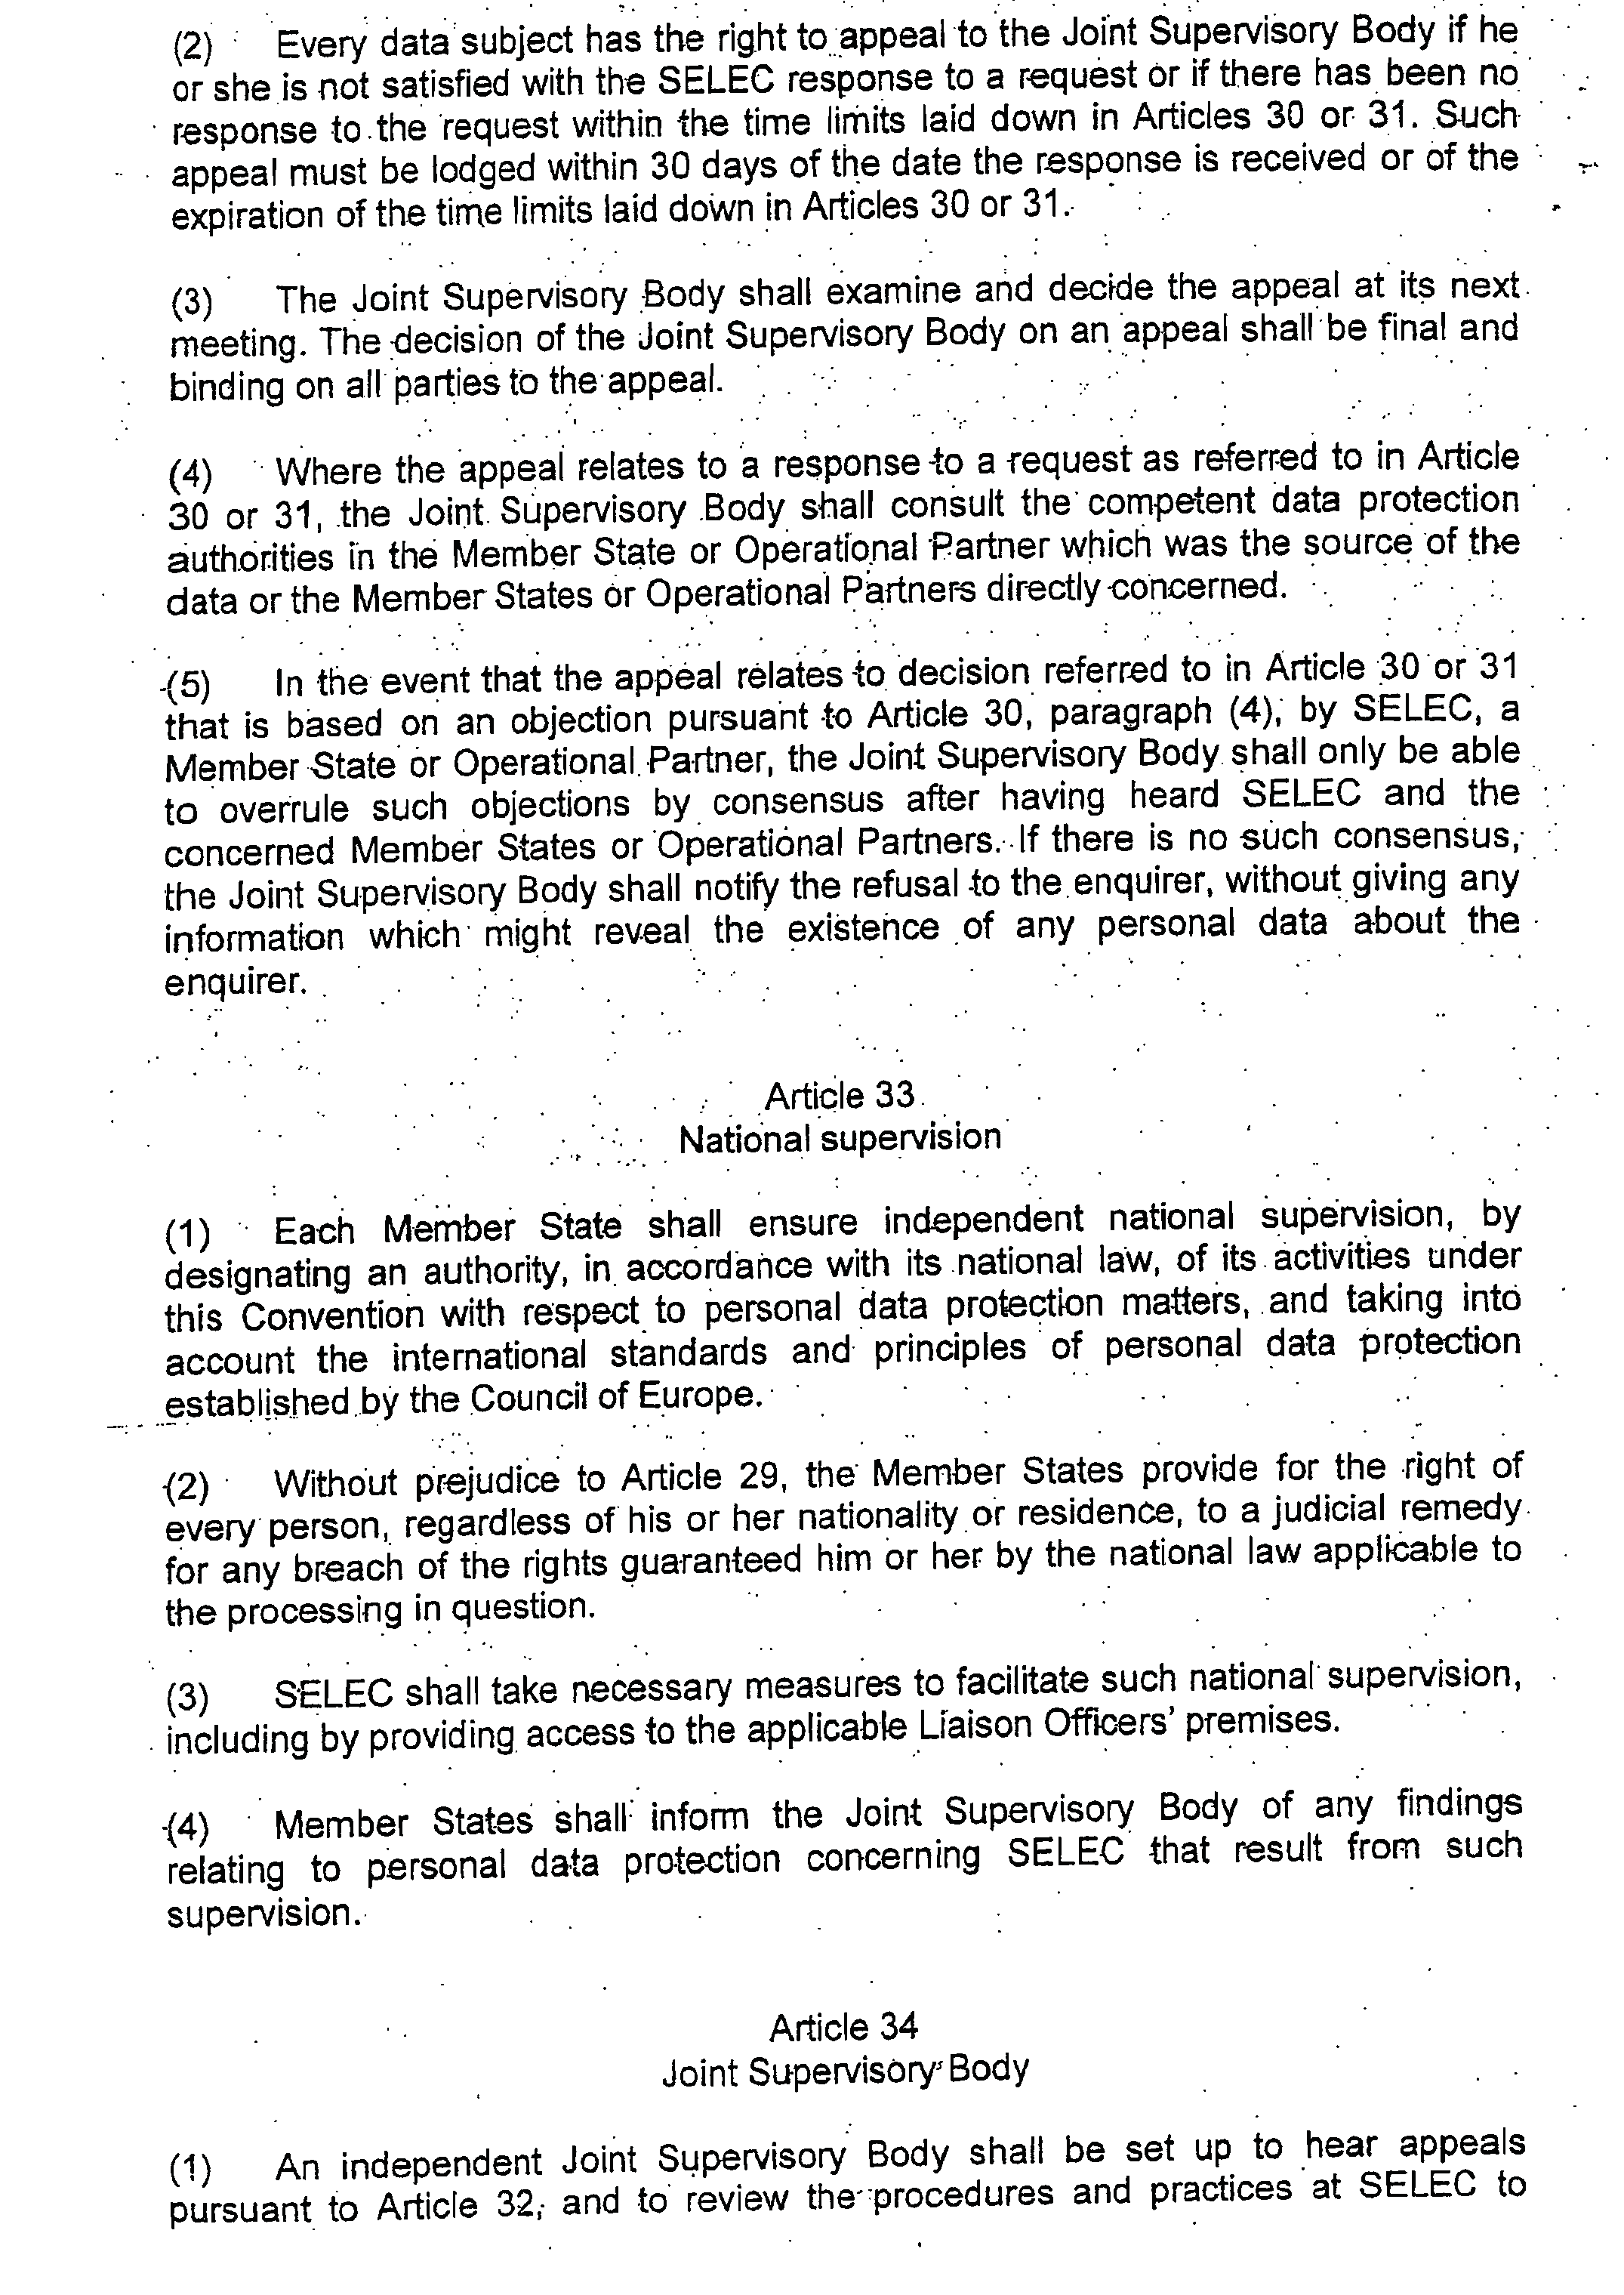 (2) Every data subject has the right to appeal to the Joint Supervisory Body if he
or she is not satisfied with the SELEC response to a request or if there has been no
response to the request within the time limits laid down in Articles 30 or 31. Such
appeal must be lodged within 30 days of the date the response is received or of the
expiration of the time limits laid down in Articles 30 or 31.
(3) The Joint Supervisory Body shall examine and decide the appeal at its next
meeting. The decision of the Joint Supervisory Body on an appeal shall be final and
binding on all parties to the appeal.
(4) Where the appeal relates to a response to a request as referred to in Article
30 or 31, the Joint Supervisory Body shall consult the competent data protection
authorities in the Member State or Operational Partner which was the source of the
data or the Member States or Operational Partners directly concerned.
(5) In the event that the appeal relates to decision referred to in Article 30 or 31
that is based on an objection pursuant to Article 30, paragraph (4), by SELEC, a
Member State or Operational Partner, the Joint Supervisory Body shall only be able
to overrule such objections by consensus after having heard SELEC and the
concerned Member States or Operational Partners. If there is no such consensus,
the Joint Supervisory Body shall notify the refusal to the enquirer, without giving any
information which might reveal the existence of any personal data about the
enquirer.
Article 33
National supervision
(1) Each Member State shall ensure independent national supervision, by
designating an authority, in accordance with its national law, of its activities under
this Convention with respect to personal data protection matters, and taking into
account the international standards and principles of personal data protection
established by the Council of Europe.
(2) Without prejudice to Article 29, the Member States provide for the right of
every person, regardless of his or her nationality or residence, to a judicial remedy
for any breach of the rights guaranteed him or her by the national law applicable to
the processing in question.
(3) SELEC shall take necessary measures to facilitate such national supervision,
including by providing access to the applicable Liaison Officers' premises.
(4) Member States shall inform the Joint Supervisory Body of any findings
relating to personal data protection concerning SELEC that result from such
supervision.
Article 34
Joint Supervisory Body
(1) An independent Joint Supervisory Body shall be set up to hear appeals
pursuant to Article 32, and to review the procedures and practices at SELEC to